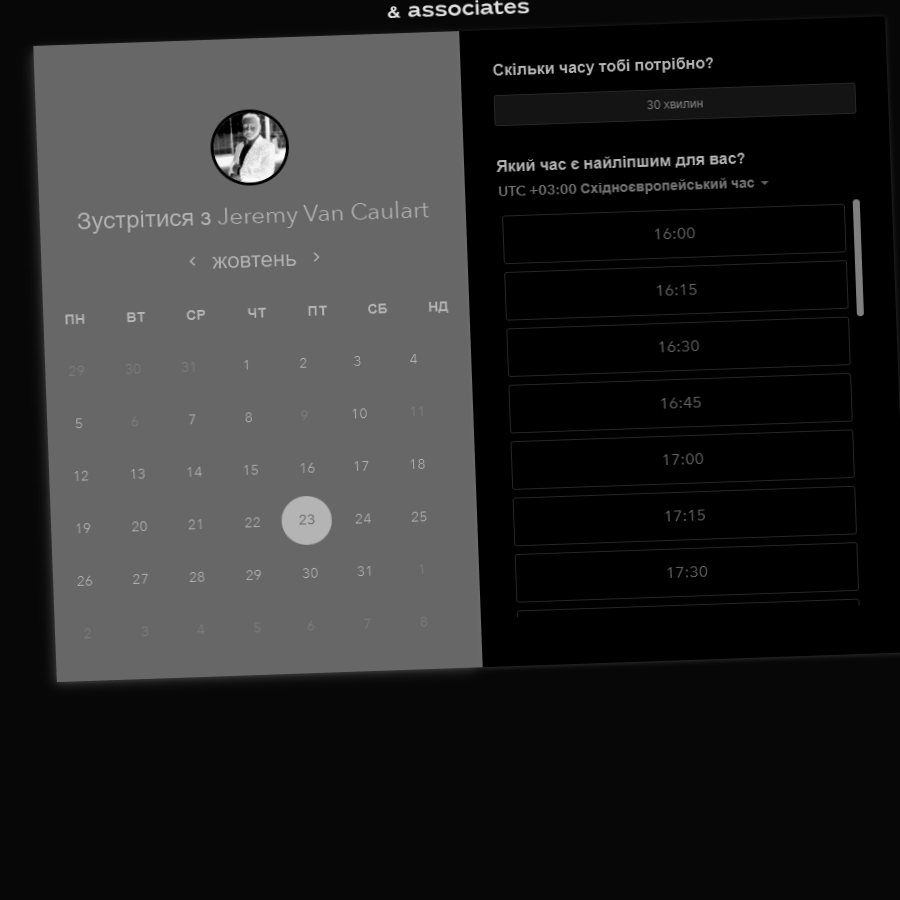 & associates
Зустрітися з Jeremy Van Caulart
‹ жовтень ›
ПН ВТ СР ЧТ ПТ СБ НД
29 30 31 1 2 3 4
5 6 7 8 9 10 11
12 13 14 15 16 17 18
19 20 21 22 23 24 25
26 27 28 29 30 31 1
2 3 4 5 6 7 8
Скільки часу тобі потрібно?
30 хвилин
Який час є найліпшим для вас?
UTC +03:00 Східноєвропейський час
16:00
16:15
16:30
16:45
17:00
17:15
17:30